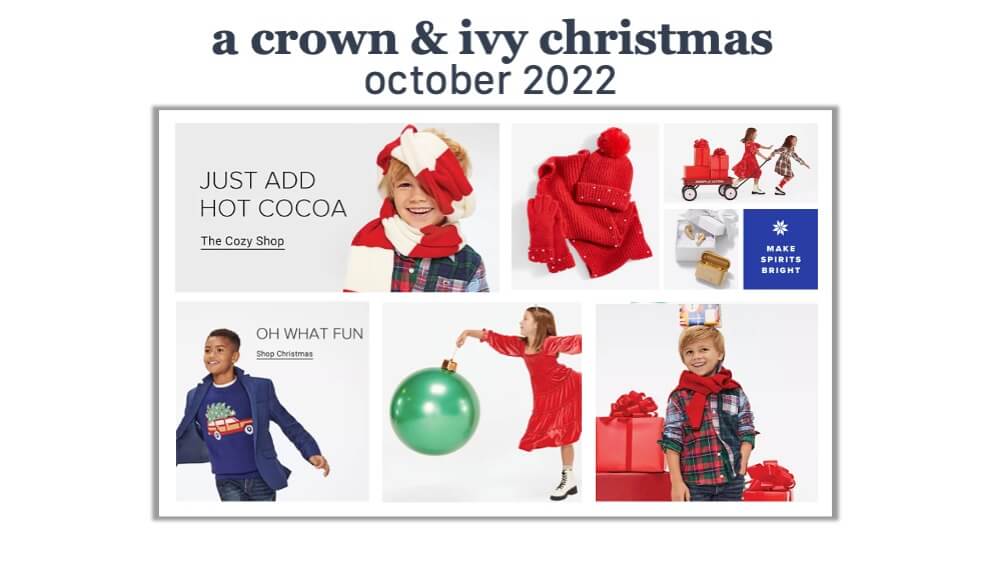 a crown & ivy christmas
october 2022
JUST ADD
HOT COCOA
The Cozy Shop
MAKE
SPIRITS
BRIGHT
OH WHAT FUN
Shop Christmas